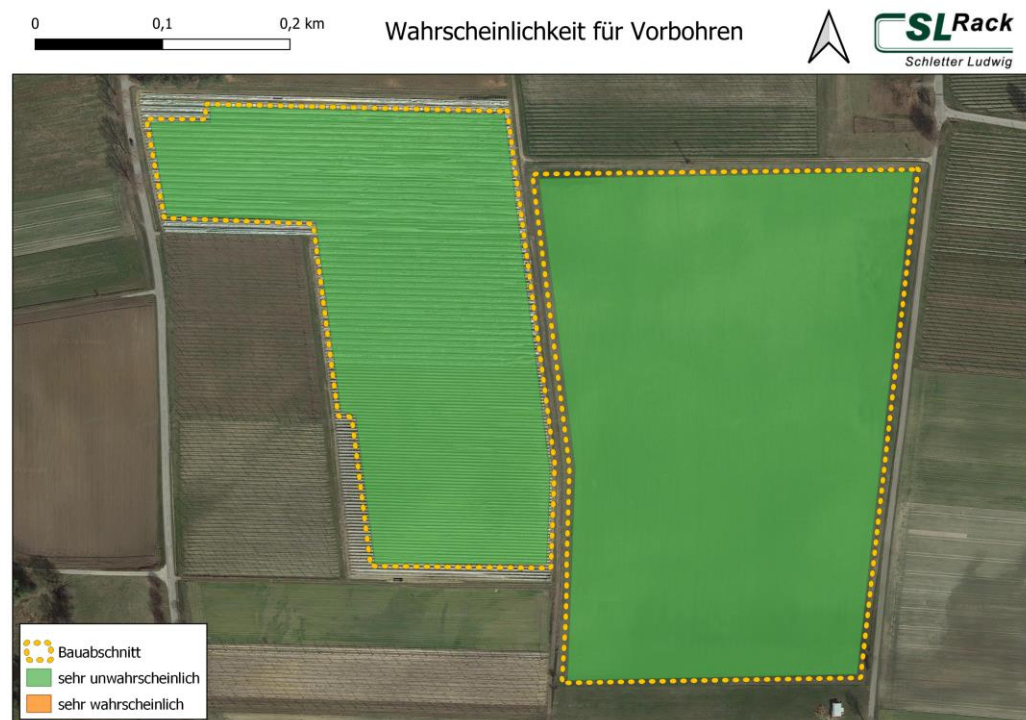 0 0,1 0,2 km
Wahrscheinlichkeit für Vorbohren
SLRack
Schletter Ludwig
Bauabschnitt
sehr unwahrscheinlich
sehr wahrscheinlich